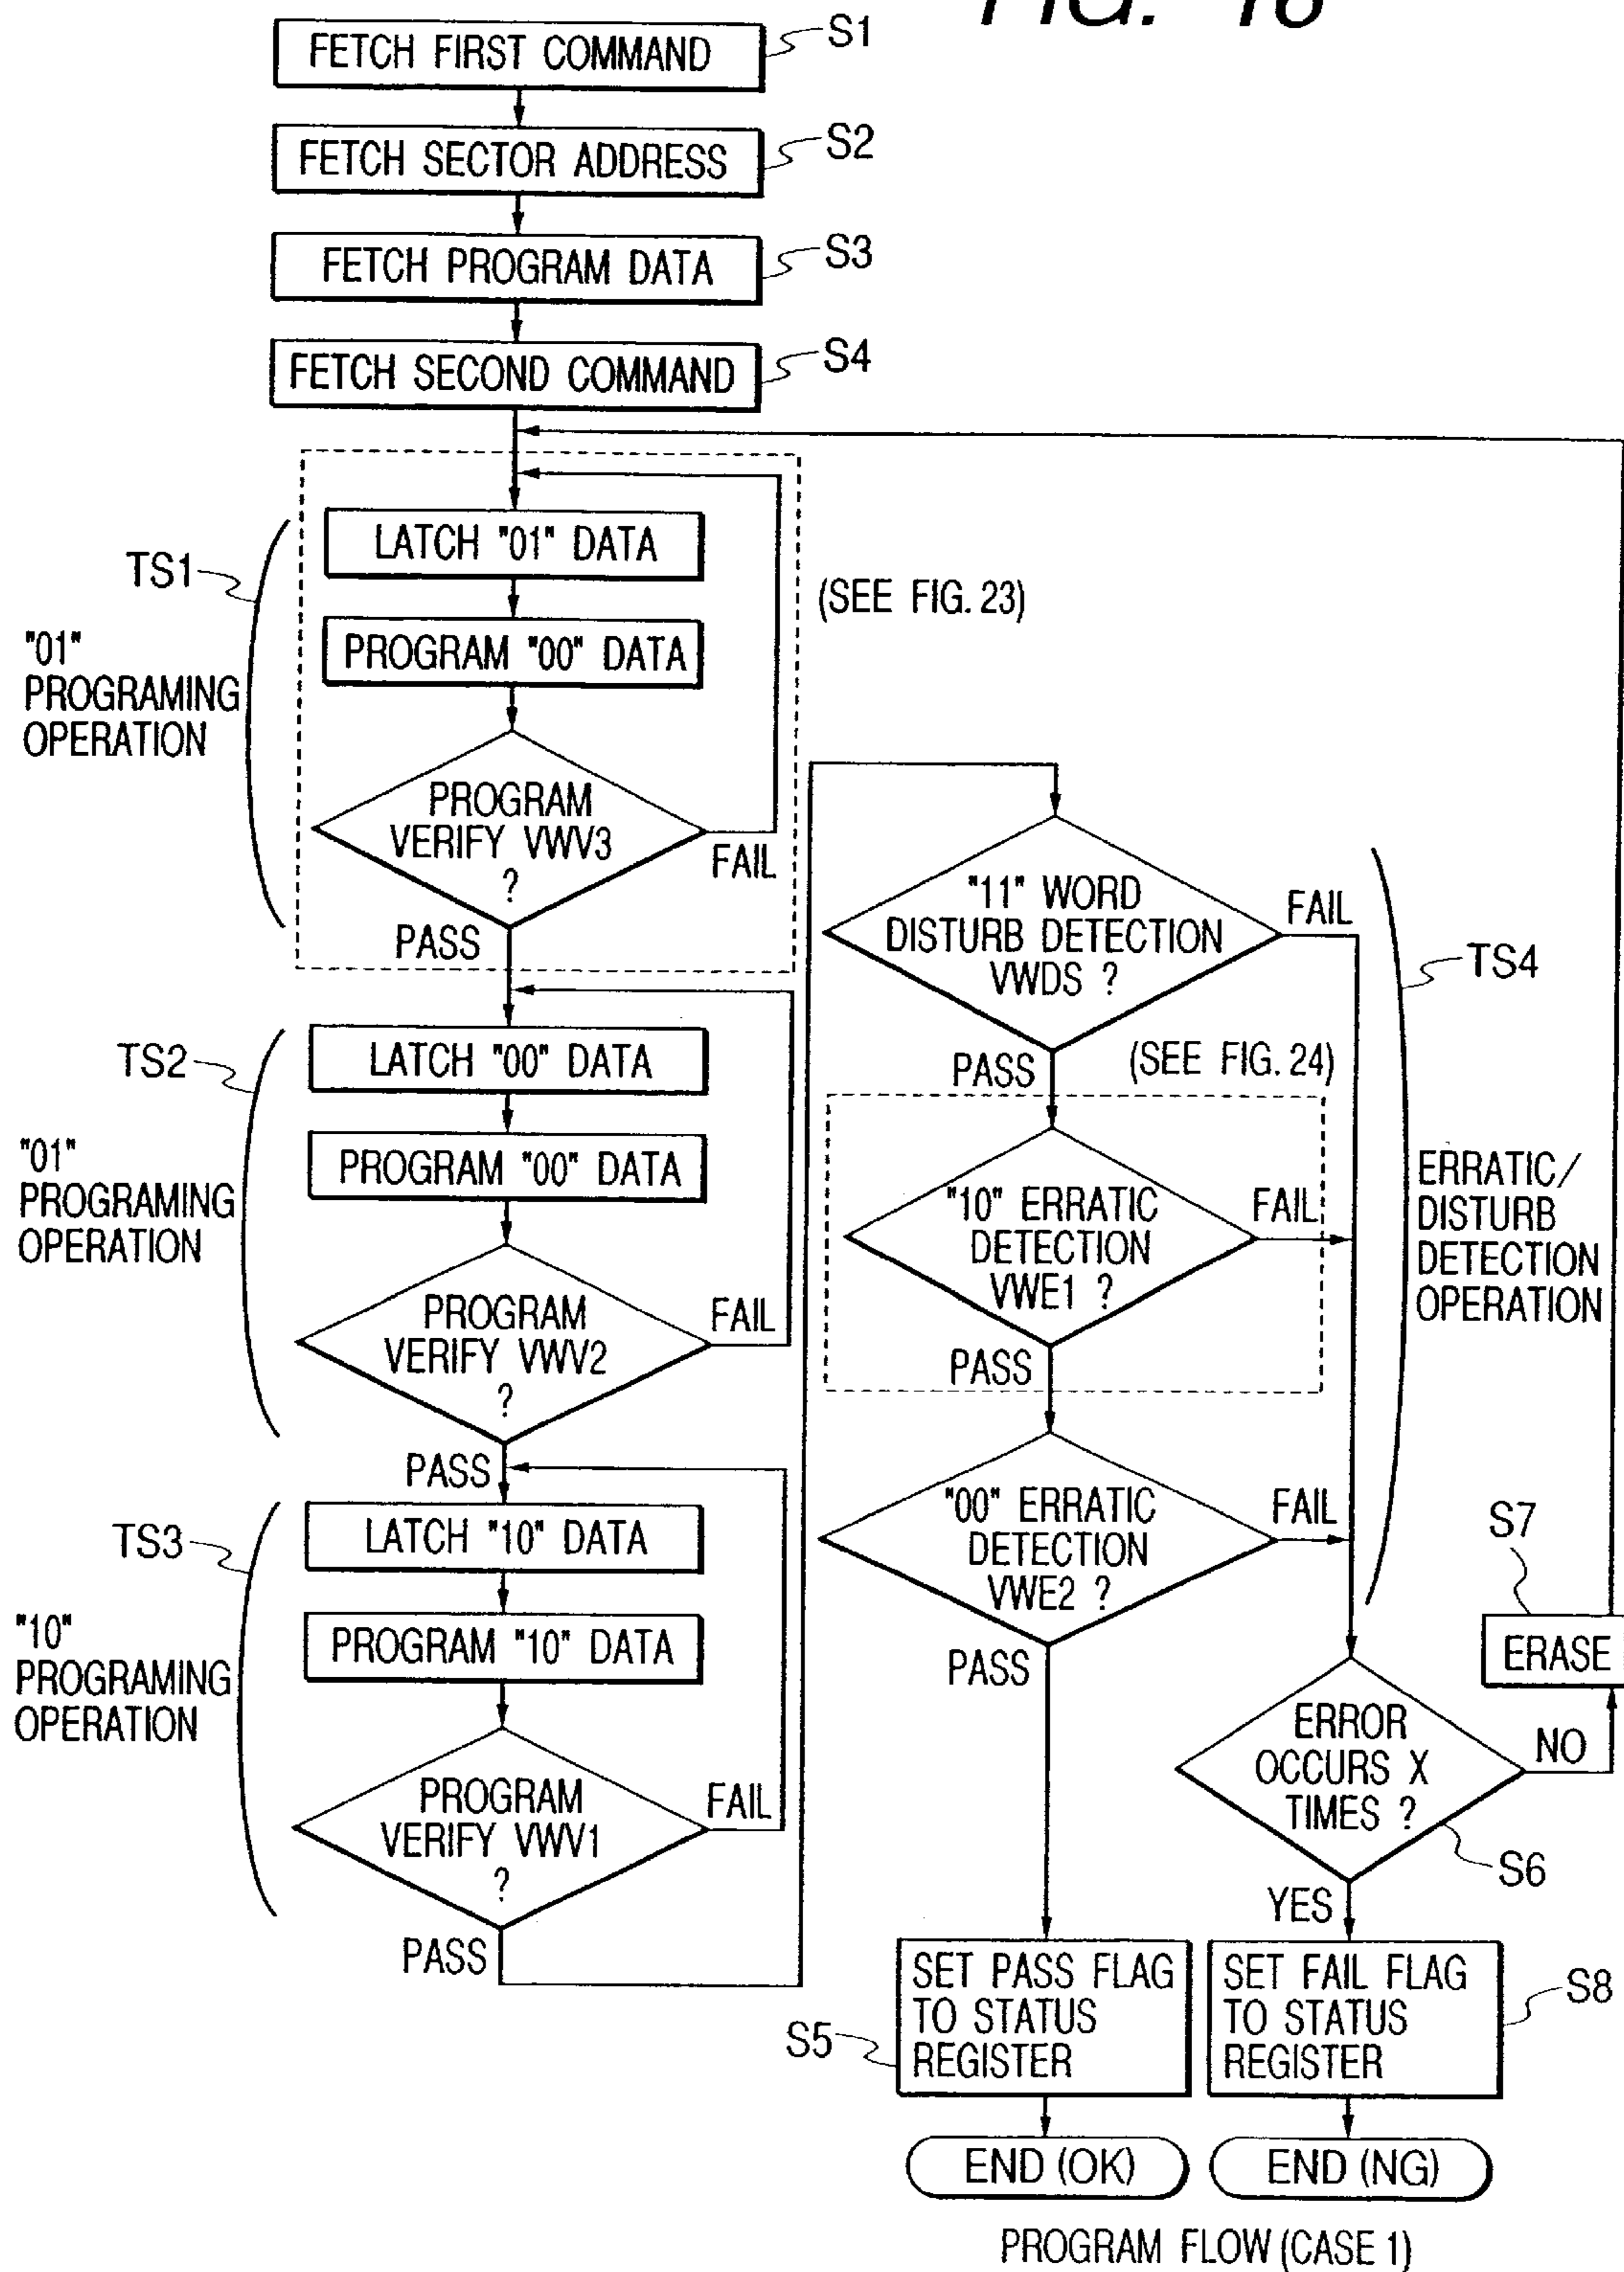 FIG. 16
FETCH FIRST COMMAND
S1
FETCH SECTOR ADDRESS
S2
FETCH PROGRAM DATA
S3
FETCH SECOND COMMAND
S4
TS1
"01"
PROGRAMING
OPERATION
LATCH "01" DATA
PROGRAM "00" DATA
PROGRAM
VERIFY VWV3
?
FAIL
PASS
(SEE FIG. 23)
TS2
"01"
PROGRAMING
OPERATION
LATCH "00" DATA
PROGRAM "00" DATA
PROGRAM
VERIFY VWV2
?
FAIL
PASS
TS3
"10"
PROGRAMING
OPERATION
LATCH "10" DATA
PROGRAM "10" DATA
PROGRAM
VERIFY VWV1
?
FAIL
PASS
"11" WORD
DISTURB DETECTION
VWDS ?
FAIL
PASS
(SEE FIG. 24)
"10" ERRATIC
DETECTION
VWE1 ?
FAIL
PASS
"00" ERRATIC
DETECTION
VWE2 ?
FAIL
PASS
TS4
ERRATIC/
DISTURB
DETECTION
OPERATION
S7
ERASE
ERROR
OCCURS X
TIMES ?
NO
S6
YES
SET PASS FLAG
TO STATUS
REGISTER
S5
SET FAIL FLAG
TO STATUS
REGISTER
S8
END (OK)
END (NG)
PROGRAM FLOW (CASE 1)